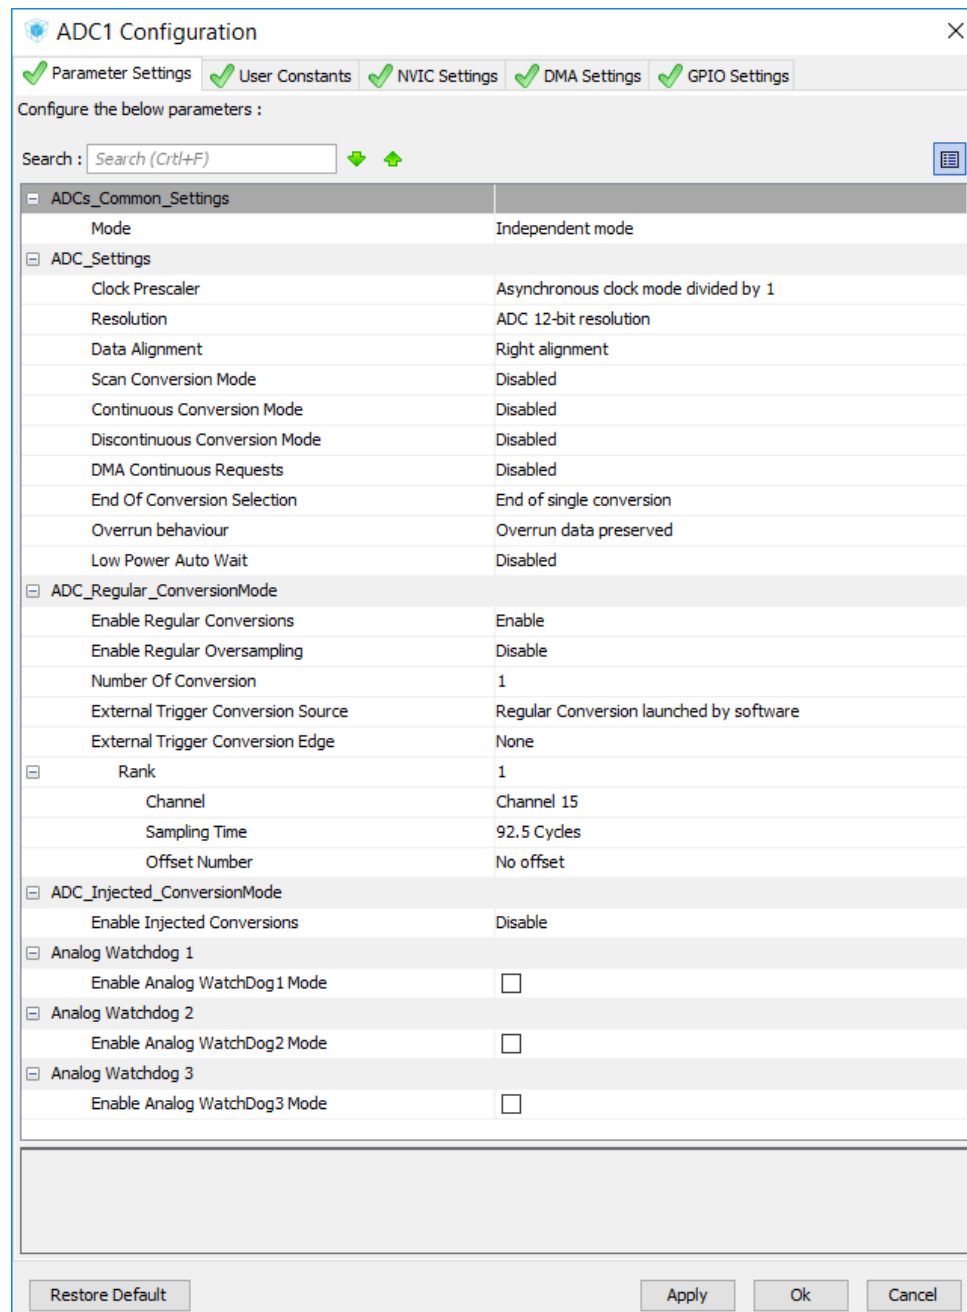 ADC1 Configuration
Parameter Settings User Constants NVIC Settings DMA Settings GPIO Settings
Configure the below parameters :
Search : Search (Crtl+F)
ADCs_Common_Settings
Mode Independent mode
ADC_Settings
Clock Prescaler Asynchronous clock mode divided by 1
Resolution ADC 12-bit resolution
Data Alignment Right alignment
Scan Conversion Mode Disabled
Continuous Conversion Mode Disabled
Discontinuous Conversion Mode Disabled
DMA Continuous Requests Disabled
End Of Conversion Selection End of single conversion
Overrun behaviour Overrun data preserved
Low Power Auto Wait Disabled
ADC_Regular_ConversionMode
Enable Regular Conversions Enable
Enable Regular Oversampling Disable
Number Of Conversion 1
External Trigger Conversion Source Regular Conversion launched by software
External Trigger Conversion Edge None
Rank 1
Channel Channel 15
Sampling Time 92.5 Cycles
Offset Number No offset
ADC_Injected_ConversionMode
Enable Injected Conversions Disable
Analog Watchdog 1
Enable Analog WatchDog1 Mode
Analog Watchdog 2
Enable Analog WatchDog2 Mode
Analog Watchdog 3
Enable Analog WatchDog3 Mode
Restore Default Apply Ok Cancel